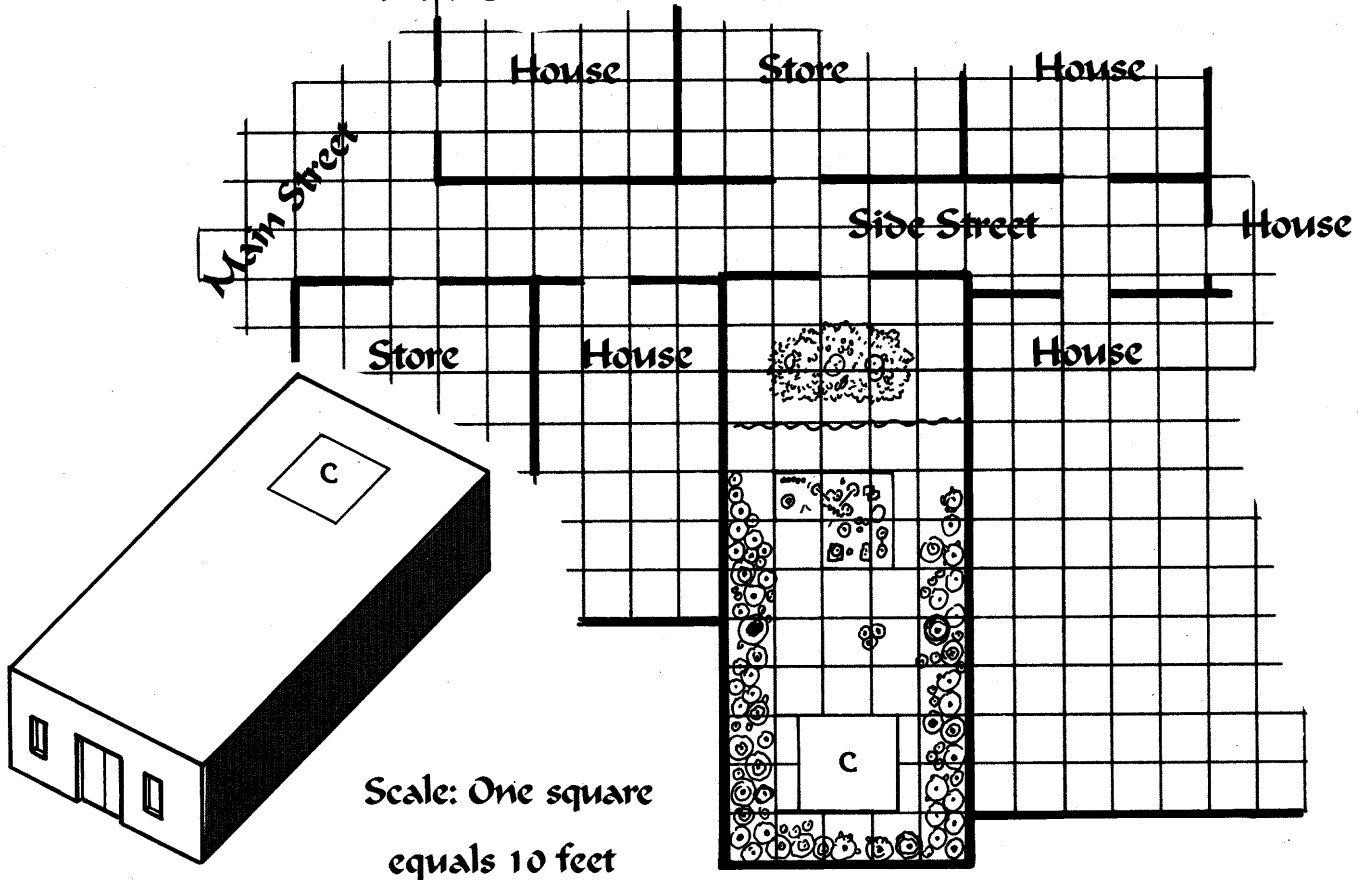 House
Store
House
Main Street
Side Street
House
Store
House
House
C
C
Scale: One square
equals 10 feet